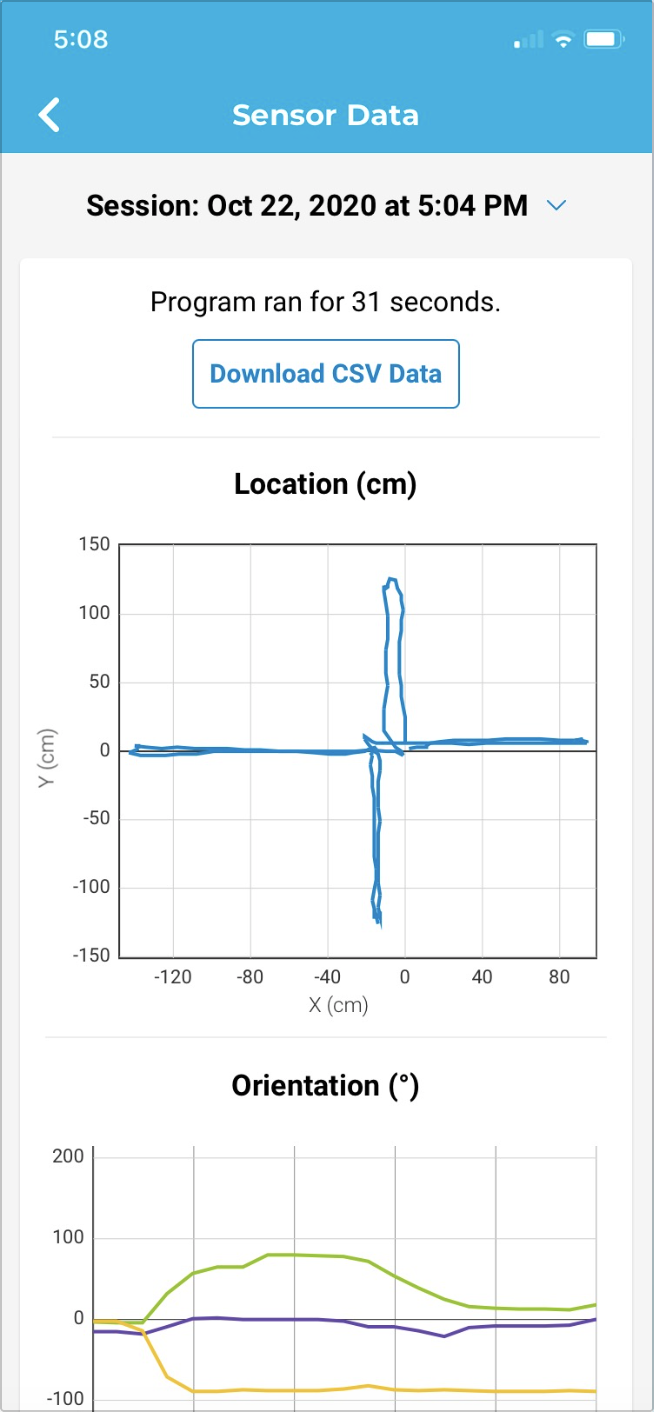 5:08
Sensor Data
Session: Oct 22, 2020 at 5:04 PM
Program ran for 31 seconds.
Download CSV Data
Location (cm)
150
100
50
0
-50
-100
-150
Y (cm)
-120 -80 -40 0 40 80
X (cm)
Orientation (°)
200
100
0
-100